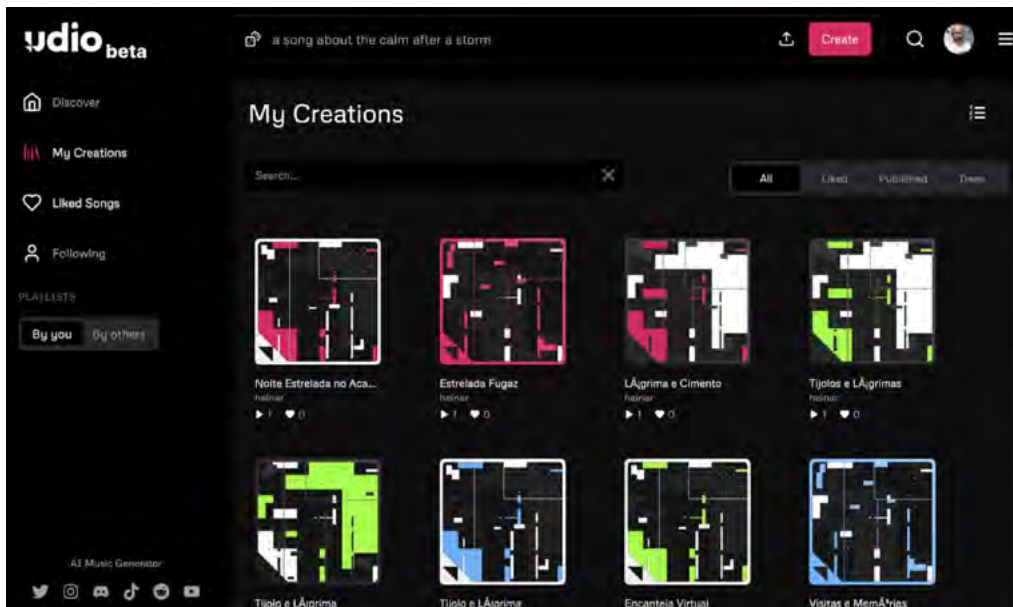 udio beta
a song about the calm after a storm
Create
Discover
My Creations
Liked Songs
Following
PLAYLISTS
By you By others
AI Music Generator
My Creations
Search...
All Liked Published Trees
Noite Estrelada no Aca...
heinar
1 0
Estrelada Fugaz
heinar
1 0
LÃ¡grima e Cimento
heinar
1 0
Tijolos e LÃ¡grimas
heinar
1 0
Tijolo e LÃ¡grima
Tijolo e LÃ¡grima
Encanteia Virtual
Visitas e MemÃ³rias